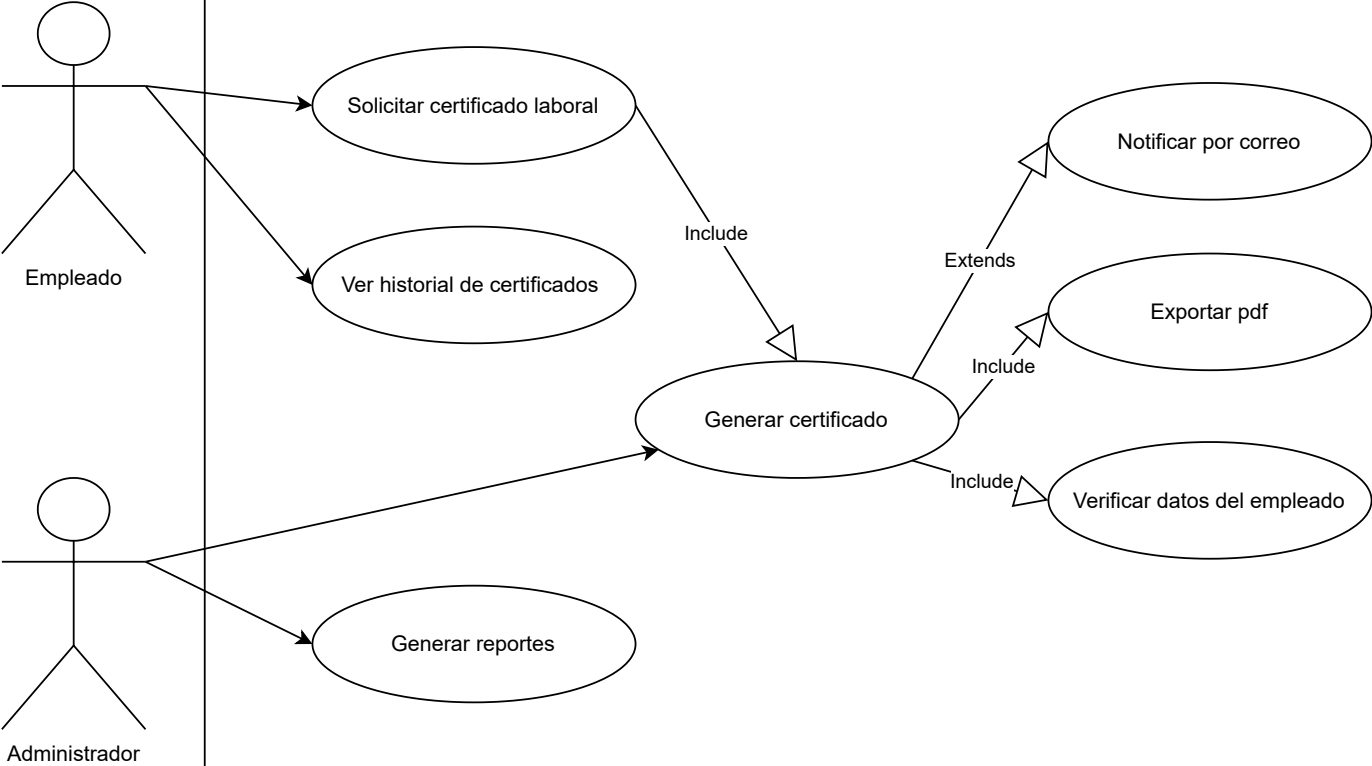 Solicitar certificado laboral
Notificar por correo
Include
Extends
Empleado
Ver historial de certificados
Exportar pdf
Include
Generar certificado
Include
Verificar datos del empleado
Generar reportes
Administrador